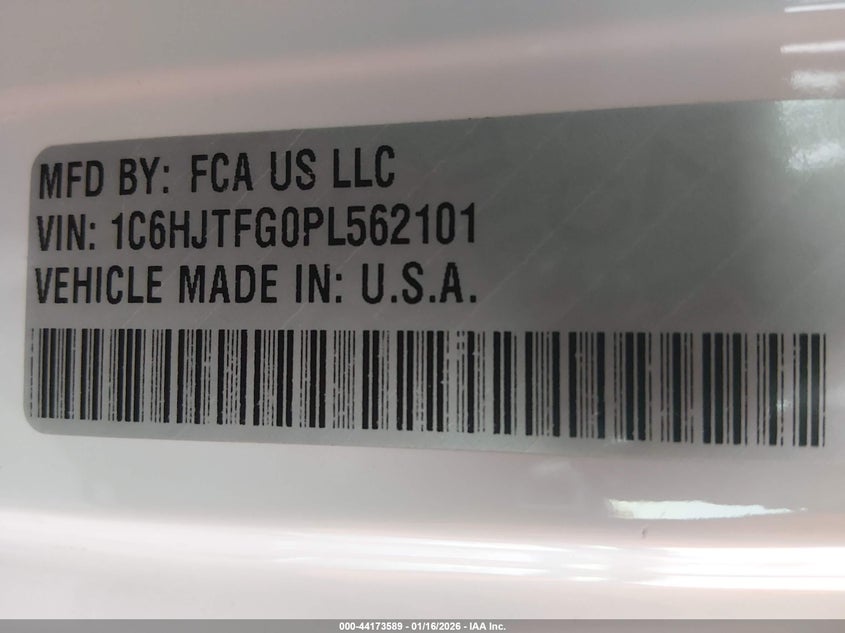 MFD BY: FCA US LLC
VIN: 1C6HJTFG0PL562101
VEHICLE MADE IN: U.S.A.
000-44173589 - 01/16/2026 - IAA Inc.